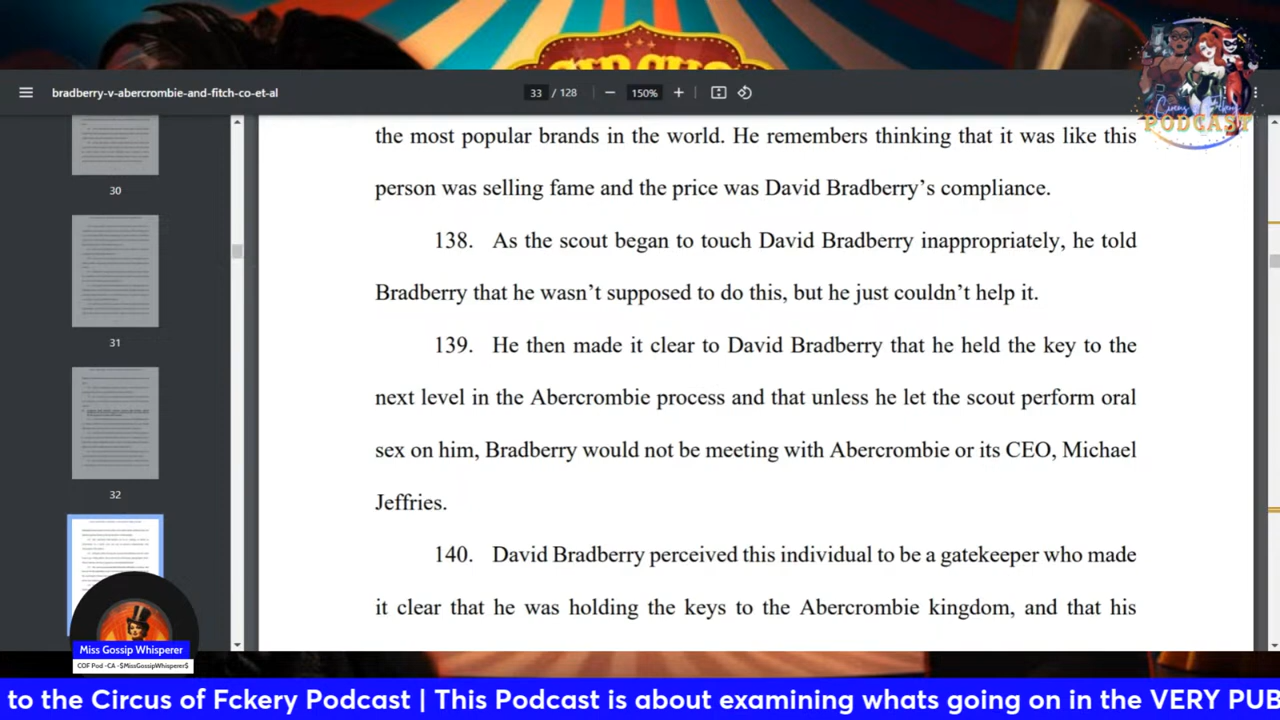 CIRCUS
bradberry-v-abercrombie-and-fitch-co-et-al
33 / 128
150%
Circus of Fckery
PODCAST
30
31
32
the most popular brands in the world. He remembers thinking that it was like this
person was selling fame and the price was David Bradberry’s compliance.
138. As the scout began to touch David Bradberry inappropriately, he told
Bradberry that he wasn’t supposed to do this, but he just couldn’t help it.
139. He then made it clear to David Bradberry that he held the key to the
next level in the Abercrombie process and that unless he let the scout perform oral
sex on him, Bradberry would not be meeting with Abercrombie or its CEO, Michael
Jeffries.
140. David Bradberry perceived this individual to be a gatekeeper who made
it clear that he was holding the keys to the Abercrombie kingdom, and that his
Miss Gossip Whisperer
COF Pod -CA -$MissGossipWhisperer$
to the Circus of Fckery Podcast | This Podcast is about examining whats going on in the VERY PUB